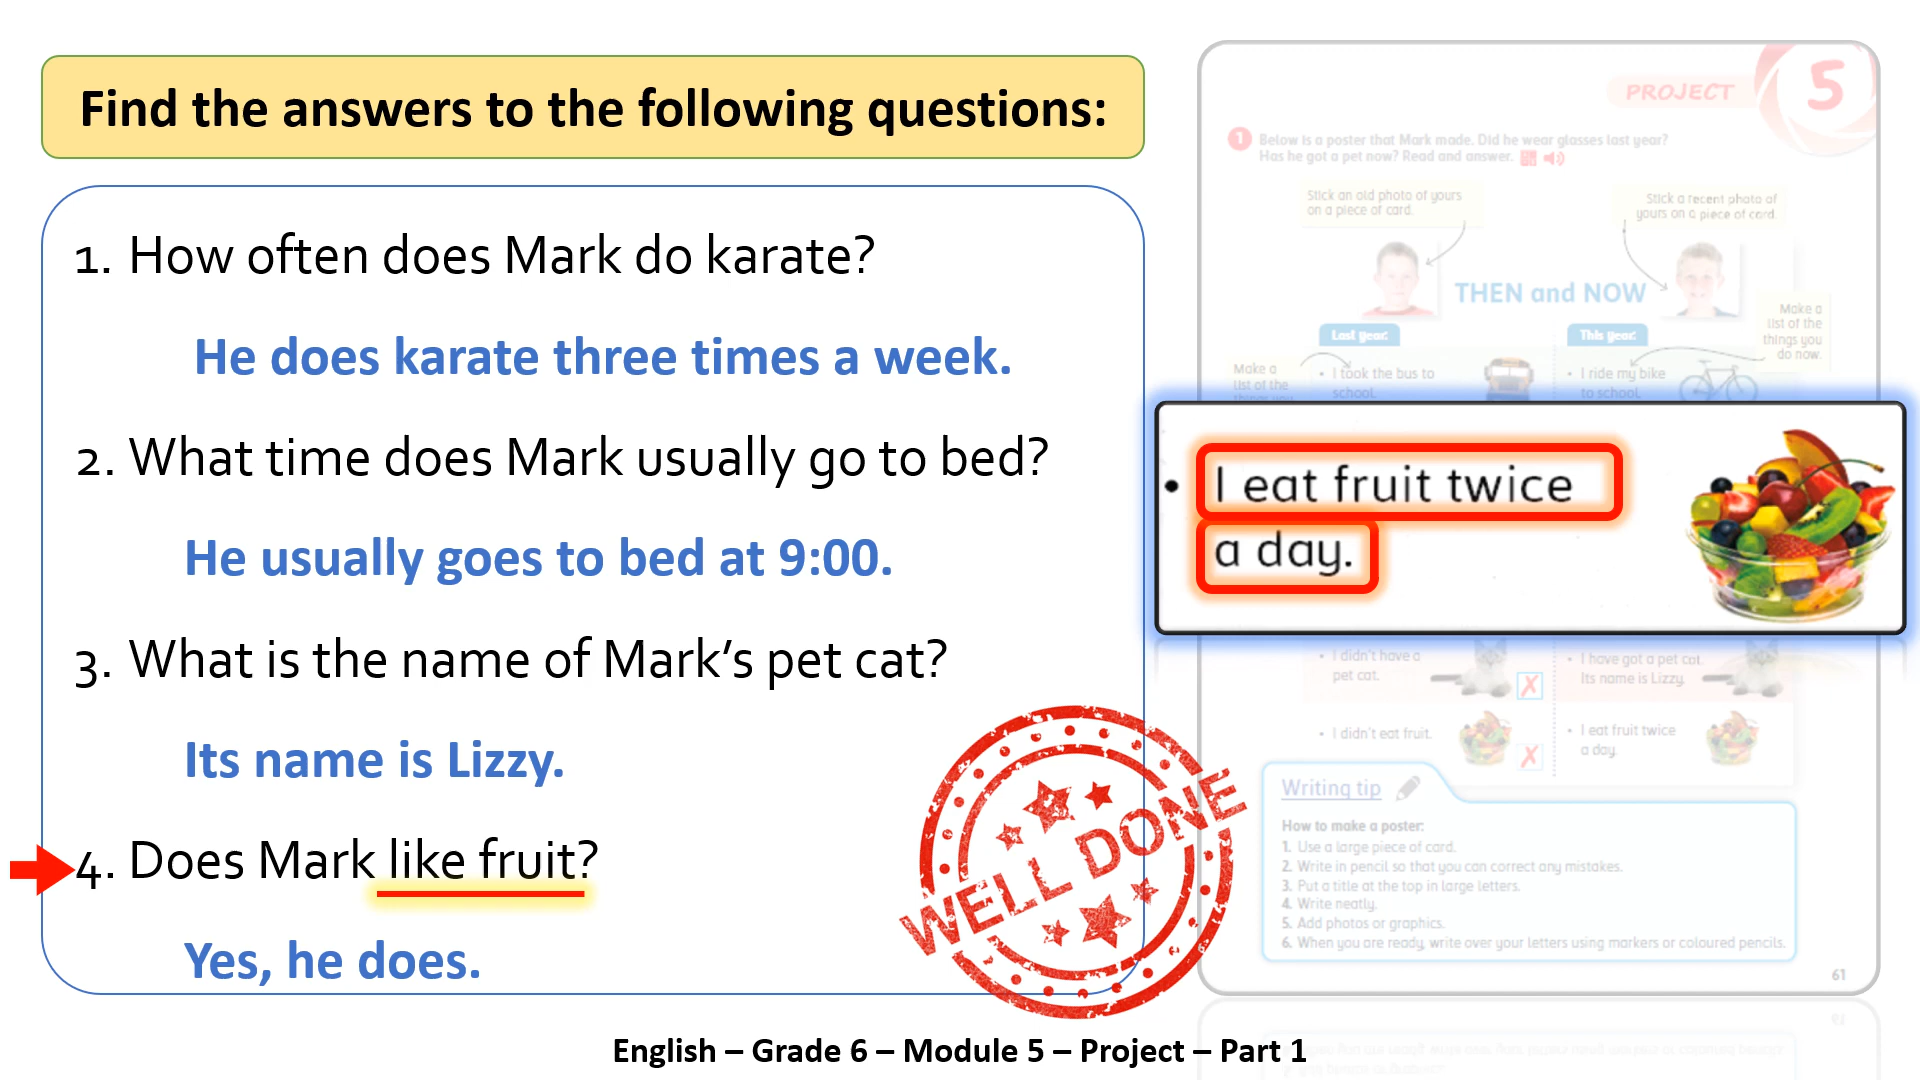 Find the answers to the following questions:
1. How often does Mark do karate?
He does karate three times a week.
2. What time does Mark usually go to bed?
He usually goes to bed at 9:00.
3. What is the name of Mark’s pet cat?
Its name is Lizzy.
4. Does Mark like fruit?
Yes, he does.
WELL DONE
PROJECT 5
1 Below is a poster that Mark made. Did he wear glasses last year?
Has he got a pet now? Read and answer.
Stick an old photo of yours
on a piece of card.
Stick a recent photo of
yours on a piece of card.
THEN and NOW
Make a
list of the
things you
do now.
Last year:
This year:
Make a
list of the
things you
• I took the bus to
school.
• I ride my bike
to school.
• I eat fruit twice
a day.
• I didn't have a
pet cat.
• I have got a pet cat.
Its name is Lizzy.
• I didn't eat fruit.
• I eat fruit twice
a day.
Writing tip
How to make a poster:
1. Use a large piece of card.
2. Write in pencil so that you can correct any mistakes.
3. Put a title at the top in large letters.
4. Write neatly.
5. Add photos or graphics.
6. When you are ready, write over your letters using markers or coloured pencils.
61
English – Grade 6 – Module 5 – Project – Part 1